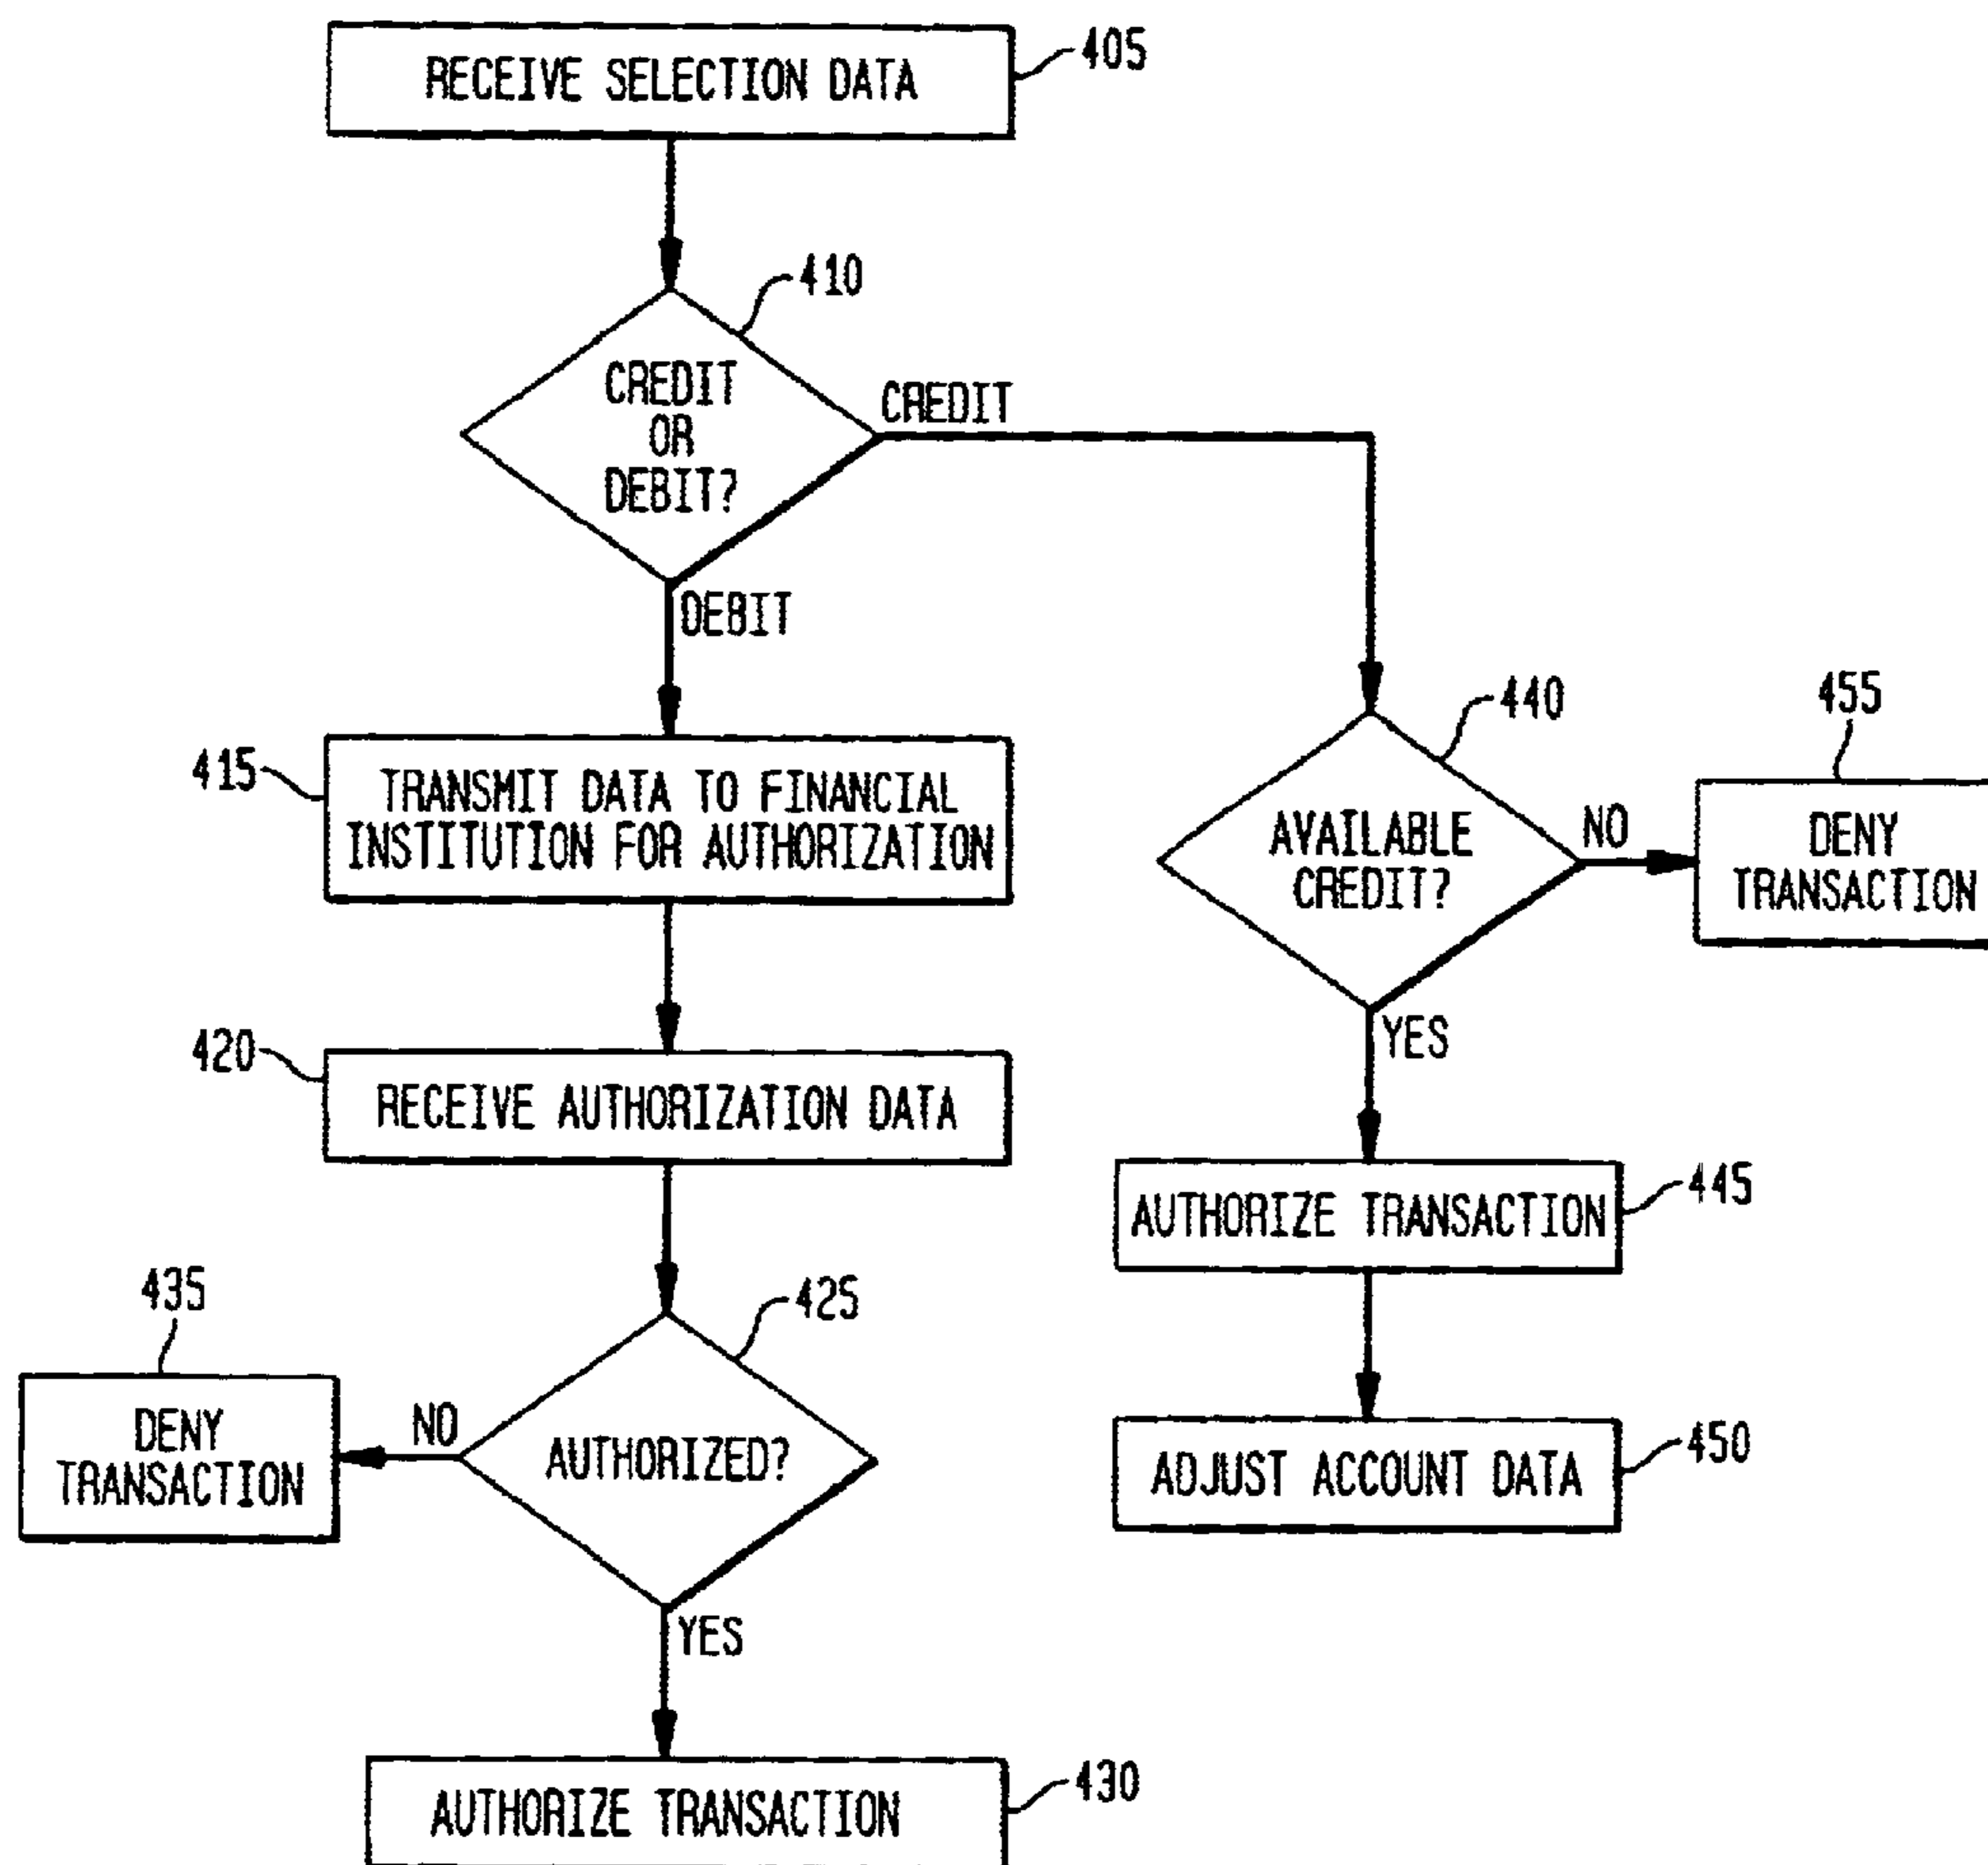 RECEIVE SELECTION DATA
405
410
CREDIT
OR
DEBIT?
CREDIT
DEBIT
415
TRANSMIT DATA TO FINANCIAL
INSTITUTION FOR AUTHORIZATION
440
455
AVAILABLE
CREDIT?
NO
DENY
TRANSACTION
YES
420
RECEIVE AUTHORIZATION DATA
AUTHORIZE TRANSACTION
445
435
425
DENY
TRANSACTION
NO
AUTHORIZED?
ADJUST ACCOUNT DATA
450
YES
AUTHORIZE TRANSACTION
430